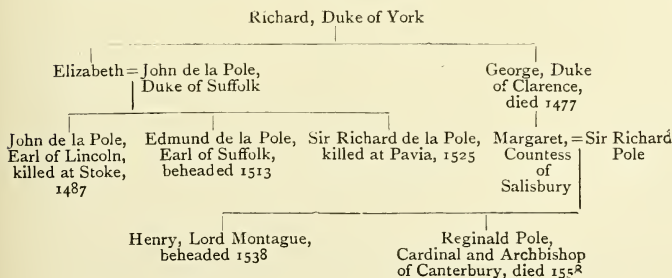 Richard, Duke of York
Elizabeth = John de la Pole,
Duke of Suffolk
George, Duke
of Clarence,
died 1477
John de la Pole,
Earl of Lincoln,
killed at Stoke,
1487
Edmund de la Pole,
Earl of Suffolk,
beheaded 1513
Sir Richard de la Pole,
killed at Pavia, 1525
Margaret, = Sir Richard
Countess Pole
of
Salisbury
Henry, Lord Montague,
beheaded 1538
Reginald Pole,
Cardinal and Archbishop
of Canterbury, died 1558